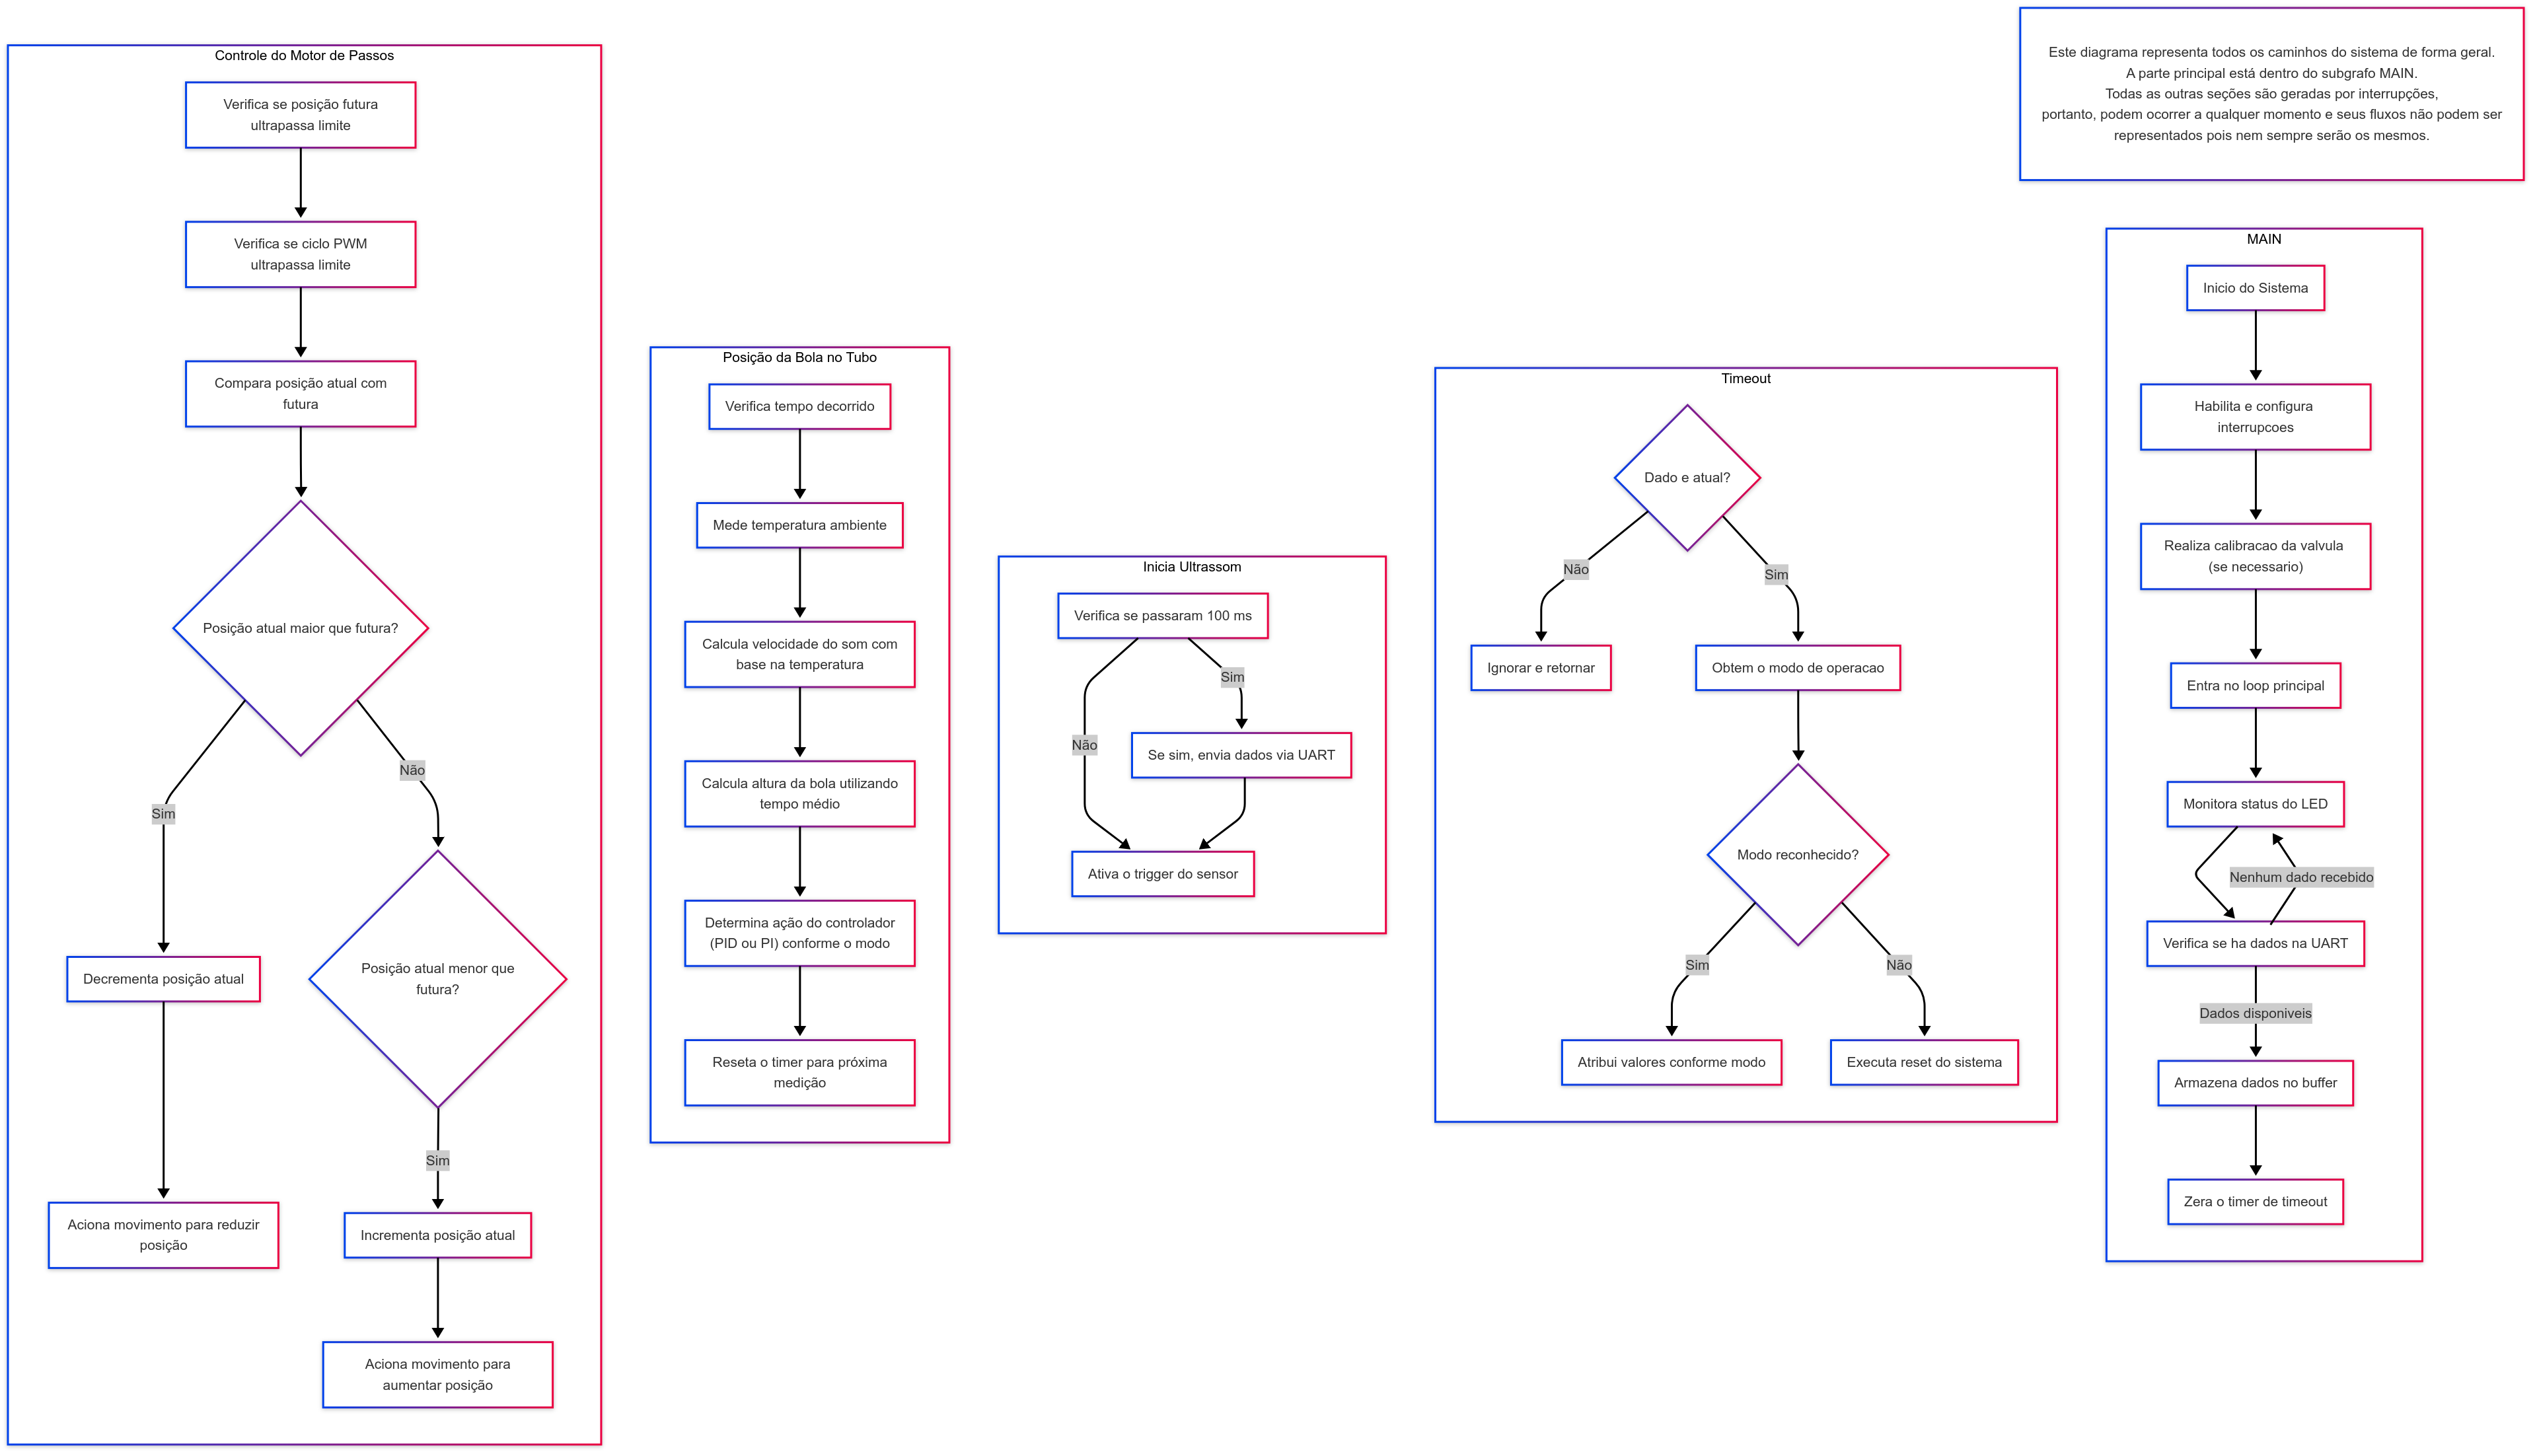 Controle do Motor de Passos
Verifica se posição futura
ultrapassa limite
Verifica se ciclo PWM
ultrapassa limite
Compara posição atual com
futura
Posição atual maior que futura?
Sim
Não
Decrementa posição atual
Posição atual menor que
futura?
Aciona movimento para reduzir
posição
Sim
Incrementa posição atual
Aciona movimento para
aumentar posição
Posição da Bola no Tubo
Verifica tempo decorrido
Mede temperatura ambiente
Calcula velocidade do som com
base na temperatura
Calcula altura da bola utilizando
tempo médio
Determina ação do controlador
(PID ou PI) conforme o modo
Reseta o timer para próxima
medição
Inicia Ultrassom
Verifica se passaram 100 ms
Sim
Não
Se sim, envia dados via UART
Ativa o trigger do sensor
Timeout
Dado e atual?
Não
Sim
Ignorar e retornar
Obtem o modo de operacao
Modo reconhecido?
Sim
Não
Atribui valores conforme modo
Executa reset do sistema
Este diagrama representa todos os caminhos do sistema de forma geral.
A parte principal está dentro do subgrafo MAIN.
Todas as outras seções são geradas por interrupções,
portanto, podem ocorrer a qualquer momento e seus fluxos não podem ser
representados pois nem sempre serão os mesmos.
MAIN
Inicio do Sistema
Habilita e configura
interrupcoes
Realiza calibracao da valvula
(se necessario)
Entra no loop principal
Monitora status do LED
Nenhum dado recebido
Verifica se ha dados na UART
Dados disponiveis
Armazena dados no buffer
Zera o timer de timeout